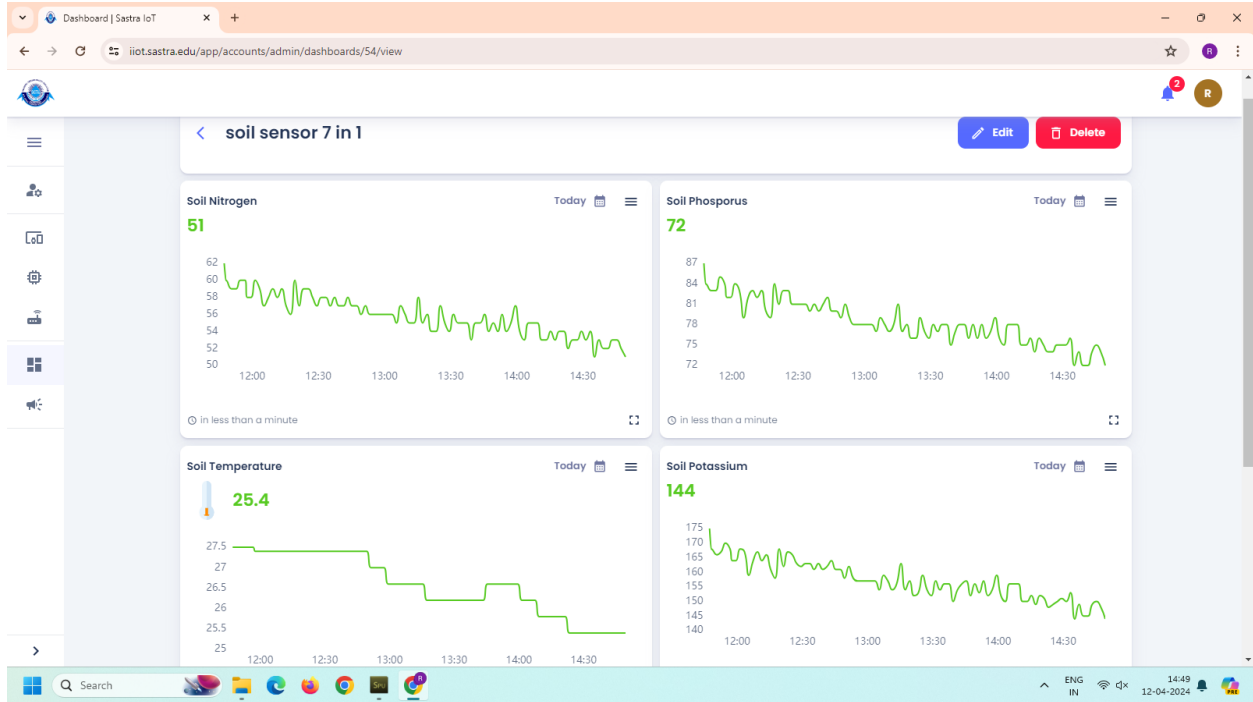 Dashboard | Sastra IoT
iiot.sastra.edu/app/accounts/admin/dashboards/54/view
R
2
R
soil sensor 7 in 1
Edit
Delete
Soil Nitrogen
Today
51
62
60
58
56
54
52
50
12:00 12:30 13:00 13:30 14:00 14:30
in less than a minute
Soil Phosporus
Today
72
87
84
81
78
75
72
12:00 12:30 13:00 13:30 14:00 14:30
in less than a minute
Soil Temperature
Today
25.4
27.5
27
26.5
26
25.5
25
12:00 12:30 13:00 13:30 14:00 14:30
Soil Potassium
Today
144
175
170
165
160
155
150
145
140
12:00 12:30 13:00 13:30 14:00 14:30
Search
Spy
R
ENG
IN
14:49
12-04-2024
PRE